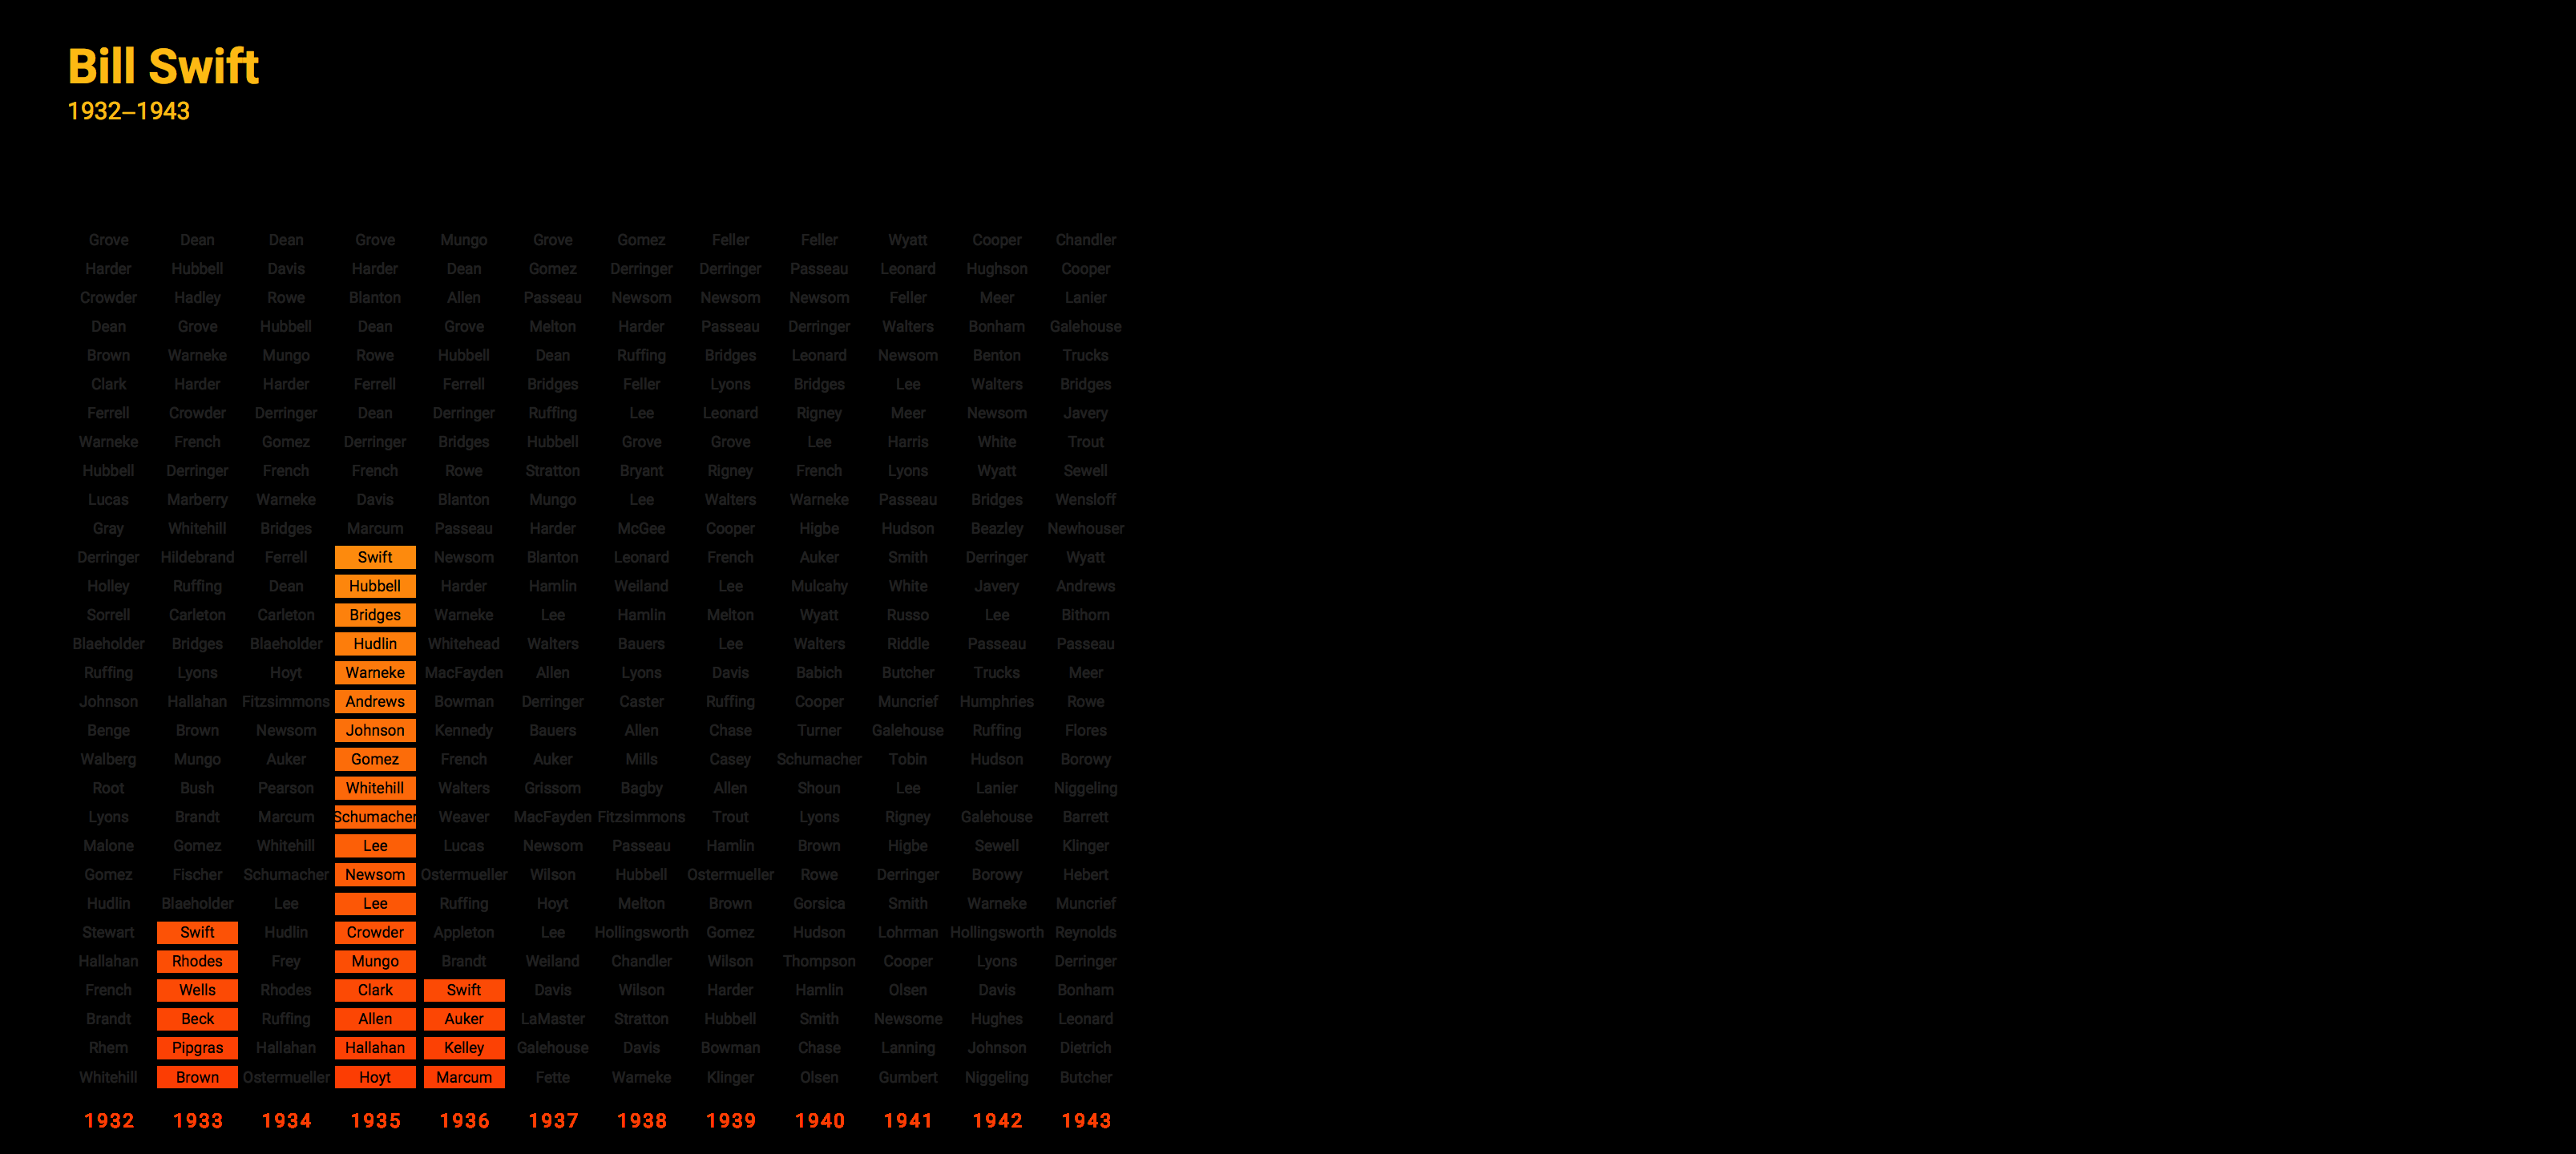 Bill Swift
1932–1943
Grove Dean Dean Grove Mungo Grove Gomez Feller Feller Wyatt Cooper Chandler
Harder Hubbell Davis Harder Dean Gomez Derringer Derringer Passeau Leonard Hughson Cooper
Crowder Hadley Rowe Blanton Allen Passeau Newsom Newsom Newsom Feller Meer Lanier
Dean Grove Hubbell Dean Grove Melton Harder Passeau Derringer Walters Bonham Galehouse
Brown Warneke Mungo Rowe Hubbell Dean Ruffing Bridges Leonard Newsom Benton Trucks
Clark Harder Harder Ferrell Ferrell Bridges Feller Lyons Bridges Lee Walters Bridges
Ferrell Crowder Derringer Dean Derringer Ruffing Lee Leonard Rigney Meer Newsom Javery
Warneke French Gomez Derringer Bridges Hubbell Grove Grove Lee Harris White Trout
Hubbell Derringer French French Rowe Stratton Bryant Rigney French Lyons Wyatt Sewell
Lucas Marberry Warneke Davis Blanton Mungo Lee Walters Warneke Passeau Bridges Wensloff
Gray Whitehill Bridges Marcum Passeau Harder McGee Cooper Higbe Hudson Beazley Newhouser
Derringer Hildebrand Ferrell Swift Newsom Blanton Leonard French Auker Smith Derringer Wyatt
Holley Ruffing Dean Hubbell Harder Hamlin Weiland Lee Mulcahy White Javery Andrews
Sorrell Carleton Carleton Bridges Warneke Lee Hamlin Melton Wyatt Russo Lee Bithorn
Blaeholder Bridges Blaeholder Hudlin Whitehead Walters Bauers Lee Walters Riddle Passeau Passeau
Ruffing Lyons Hoyt Warneke MacFayden Allen Lyons Davis Babich Butcher Trucks Meer
Johnson Hallahan Fitzsimmons Andrews Bowman Derringer Caster Ruffing Cooper Muncrief Humphries Rowe
Benge Brown Newsom Johnson Kennedy Bauers Allen Chase Turner Galehouse Ruffing Flores
Walberg Mungo Auker Gomez French Auker Mills Casey Schumacher Tobin Hudson Borowy
Root Bush Pearson Whitehill Walters Grissom Bagby Allen Shoun Lee Lanier Niggeling
Lyons Brandt Marcum Schumacher Weaver MacFayden Fitzsimmons Trout Lyons Rigney Galehouse Barrett
Malone Gomez Whitehill Lee Lucas Newsom Passeau Hamlin Brown Higbe Sewell Klinger
Gomez Fischer Schumacher Newsom Ostermueller Wilson Hubbell Ostermueller Rowe Derringer Borowy Hebert
Hudlin Blaeholder Lee Lee Ruffing Hoyt Melton Brown Gorsica Smith Warneke Muncrief
Stewart Swift Hudlin Crowder Appleton Lee Hollingsworth Gomez Hudson Lohrman Hollingsworth Reynolds
Hallahan Rhodes Frey Mungo Brandt Weiland Chandler Wilson Thompson Cooper Lyons Derringer
French Wells Rhodes Clark Swift Davis Wilson Harder Hamlin Olsen Davis Bonham
Brandt Beck Ruffing Allen Auker LaMaster Stratton Hubbell Smith Newsome Hughes Leonard
Rhem Pipgras Hallahan Hallahan Kelley Galehouse Davis Bowman Chase Lanning Johnson Dietrich
Whitehill Brown Ostermueller Hoyt Marcum Fette Warneke Klinger Olsen Gumbert Niggeling Butcher
1932 1933 1934 1935 1936 1937 1938 1939 1940 1941 1942 1943